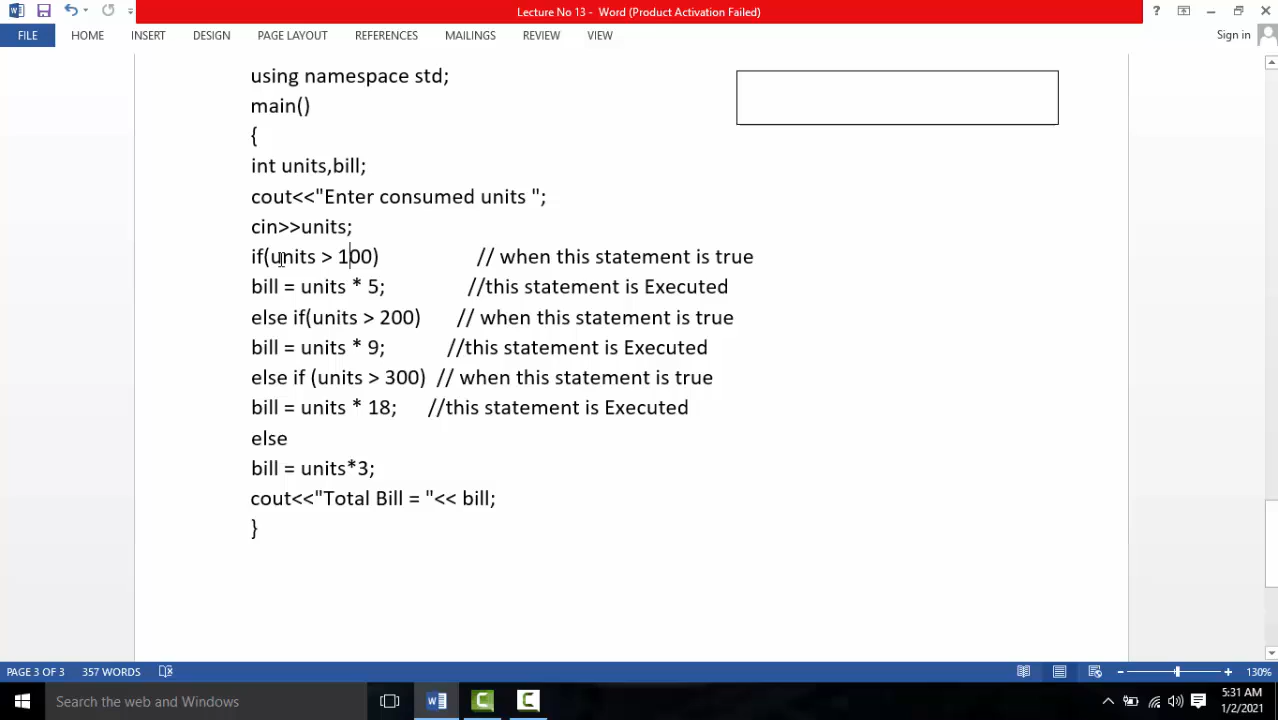 Lecture No 13 - Word (Product Activation Failed)
?
FILE HOME INSERT DESIGN PAGE LAYOUT REFERENCES MAILINGS REVIEW VIEW Sign in
using namespace std;
main()
{
int units,bill;
cout<<"Enter consumed units ";
cin>>units;
if(units > 100) // when this statement is true
bill = units * 5; //this statement is Executed
else if(units > 200) // when this statement is true
bill = units * 9; //this statement is Executed
else if (units > 300) // when this statement is true
bill = units * 18; //this statement is Executed
else
bill = units*3;
cout<<"Total Bill = "<< bill;
}
PAGE 3 OF 3 357 WORDS 130%
Search the web and Windows
5:31 AM
1/2/2021